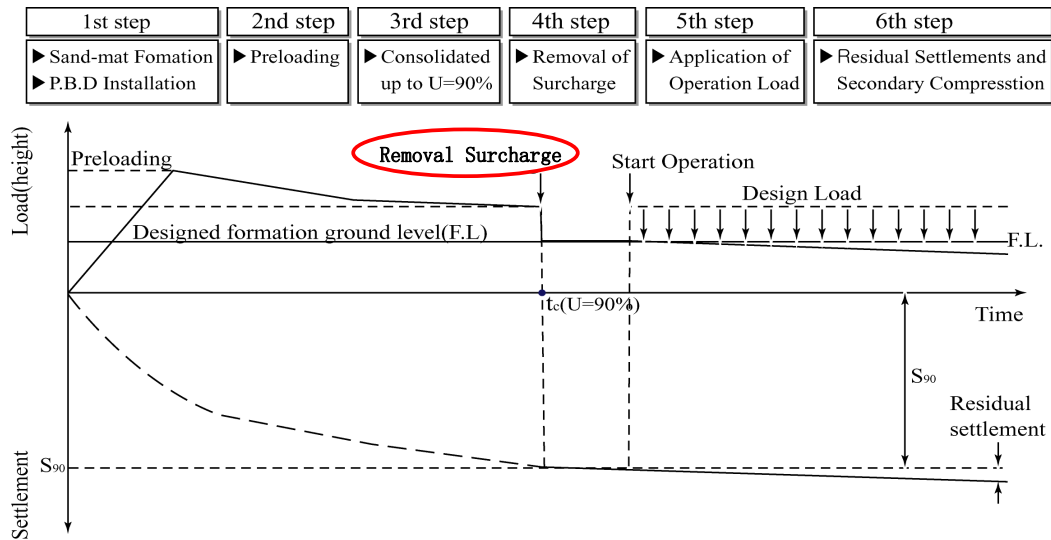 1st step
2nd step
3rd step
4th step
5th step
6th step
▶ Sand-mat Fomation
▶ P.B.D Installation
▶ Preloading
▶ Consolidated
up to U=90%
▶ Removal of
Surcharge
▶ Application of
Operation Load
▶ Residual Settlements and
Secondary Compresstion
Load(height)
Preloading
Removal Surcharge
Start Operation
Design Load
Designed formation ground level(F.L)
F.L.
tc(U=90%)
Time
S90
Residual
settlement
S90
Settlement